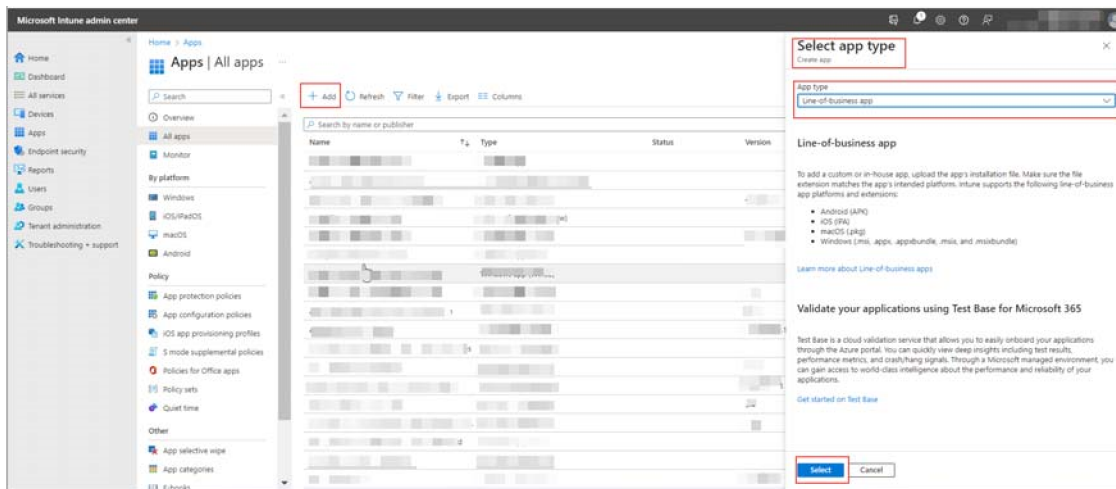 Microsoft Intune admin center
Home
Dashboard
All services
Devices
Apps
Endpoint security
Reports
Users
Groups
Tenant administration
Troubleshooting + support
Home > Apps
Apps | All apps
Search
Overview
All apps
Monitor
By platform
Windows
iOS/iPadOS
macOS
Android
Policy
App protection policies
App configuration policies
iOS app provisioning profiles
S mode supplemental policies
Policies for Office apps
Policy sets
Quiet time
Other
App selective wipe
App categories
E-books
+ Add Refresh Filter Export Columns
Search by name or publisher
Name Type Status Version
Select app type
Create app
App type
Line-of-business app
Line-of-business app
To add a custom or in-house app, upload the app's installation file. Make sure the file
extension matches the app's intended platform. Intune supports the following line-of-business
app platforms and extensions:
• Android (APK)
• iOS (IPA)
• macOS (.pkg)
• Windows (.msi, .appx, .appxbundle, .msix, and .msixbundle)
Learn more about Line-of-business apps
Validate your applications using Test Base for Microsoft 365
Test Base is a cloud validation service that allows you to easily onboard your applications
through the Azure portal. You can quickly view deep insights including test results,
performance metrics, and crash/hang signals. Through a Microsoft managed environment, you
can gain access to world-class intelligence about the performance and reliability of your
applications.
Get started on Test Base
Select Cancel